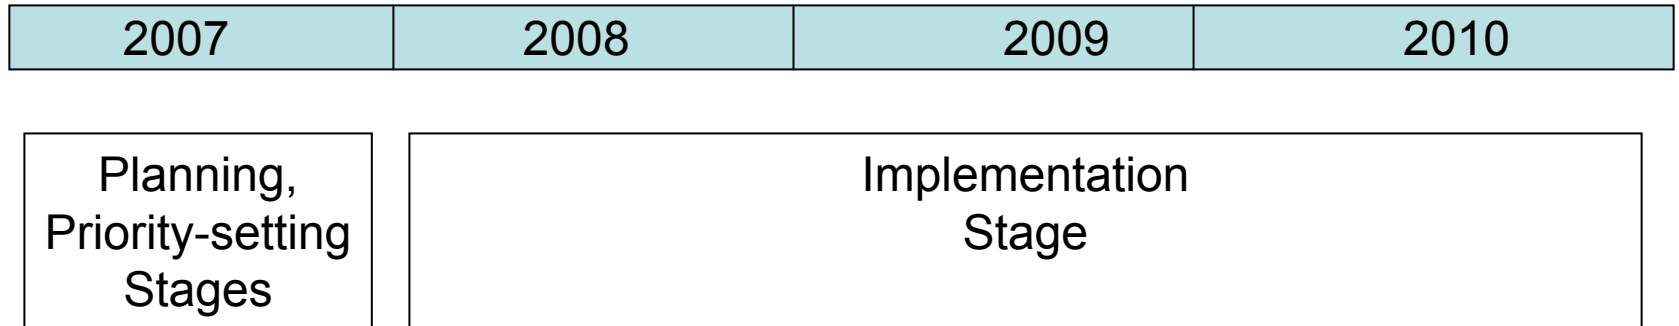 2007 2008 2009 2010
Planning,
Priority-setting
Stages
Implementation
Stage